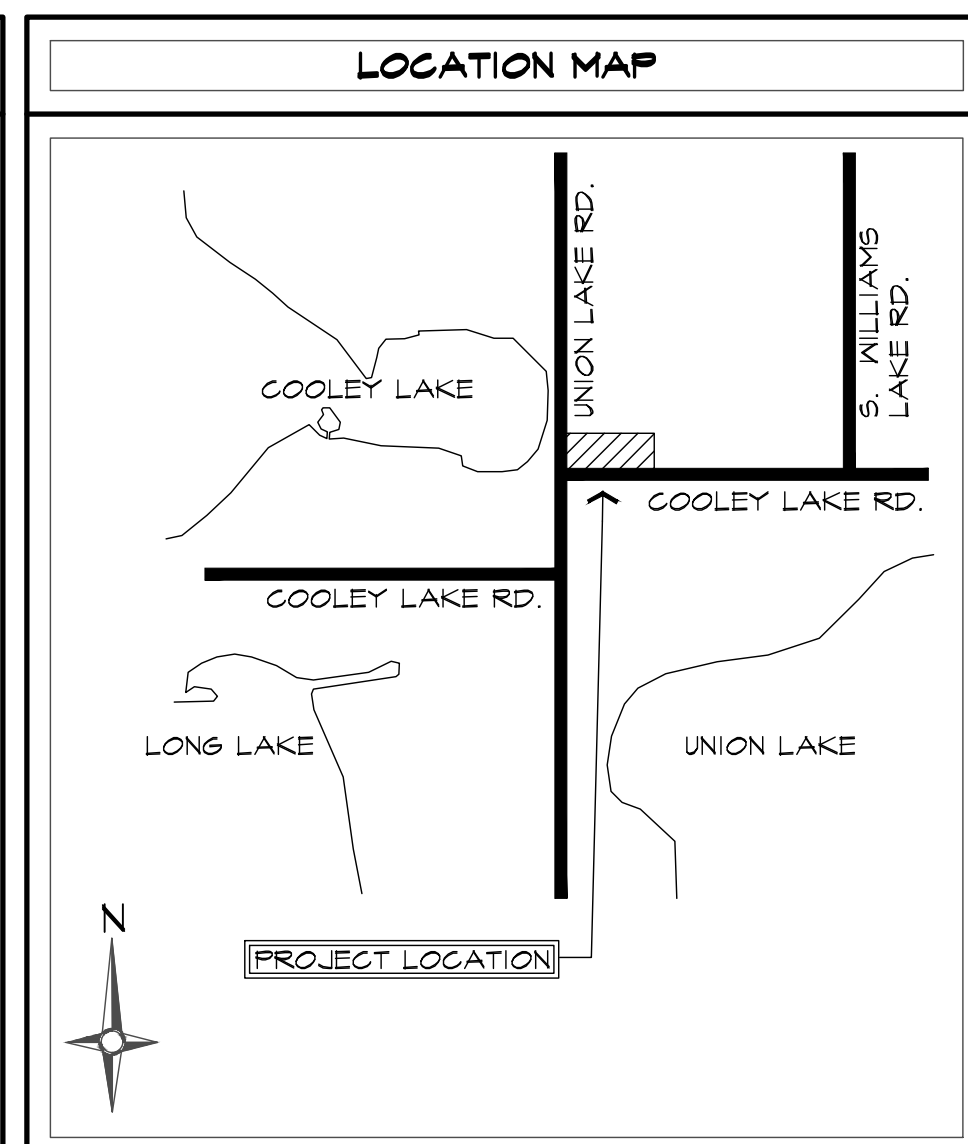 LOCATION MAP
UNION LAKE RD.
S. WILLIAMS
LAKE RD.
COOLEY LAKE
COOLEY LAKE RD.
COOLEY LAKE RD.
LONG LAKE
UNION LAKE
N
PROJECT LOCATION